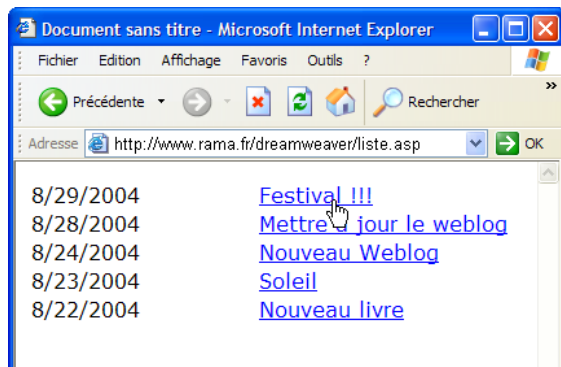 Document sans titre - Microsoft Internet Explorer
Fichier Edition Affichage Favoris Outils ?
Précédente Rechercher »
Adresse http://www.rama.fr/dreamweaver/liste.asp OK
8/29/2004 Festival !!!
8/28/2004 Mettre à jour le weblog
8/24/2004 Nouveau Weblog
8/23/2004 Soleil
8/22/2004 Nouveau livre